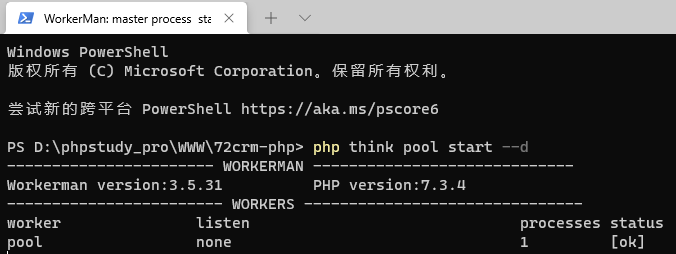 WorkerMan: master process sta
Windows PowerShell
版权所有 (C) Microsoft Corporation。保留所有权利。
尝试新的跨平台 PowerShell https://aka.ms/pscore6
PS D:\phpstudy_pro\WWW\72crm-php> php think pool start --d
----------------------- WORKERMAN -----------------------------
Workerman version:3.5.31          PHP version:7.3.4
------------------------ WORKERS -------------------------------
worker               listen                              processes status
pool                 none                                1         [ok]